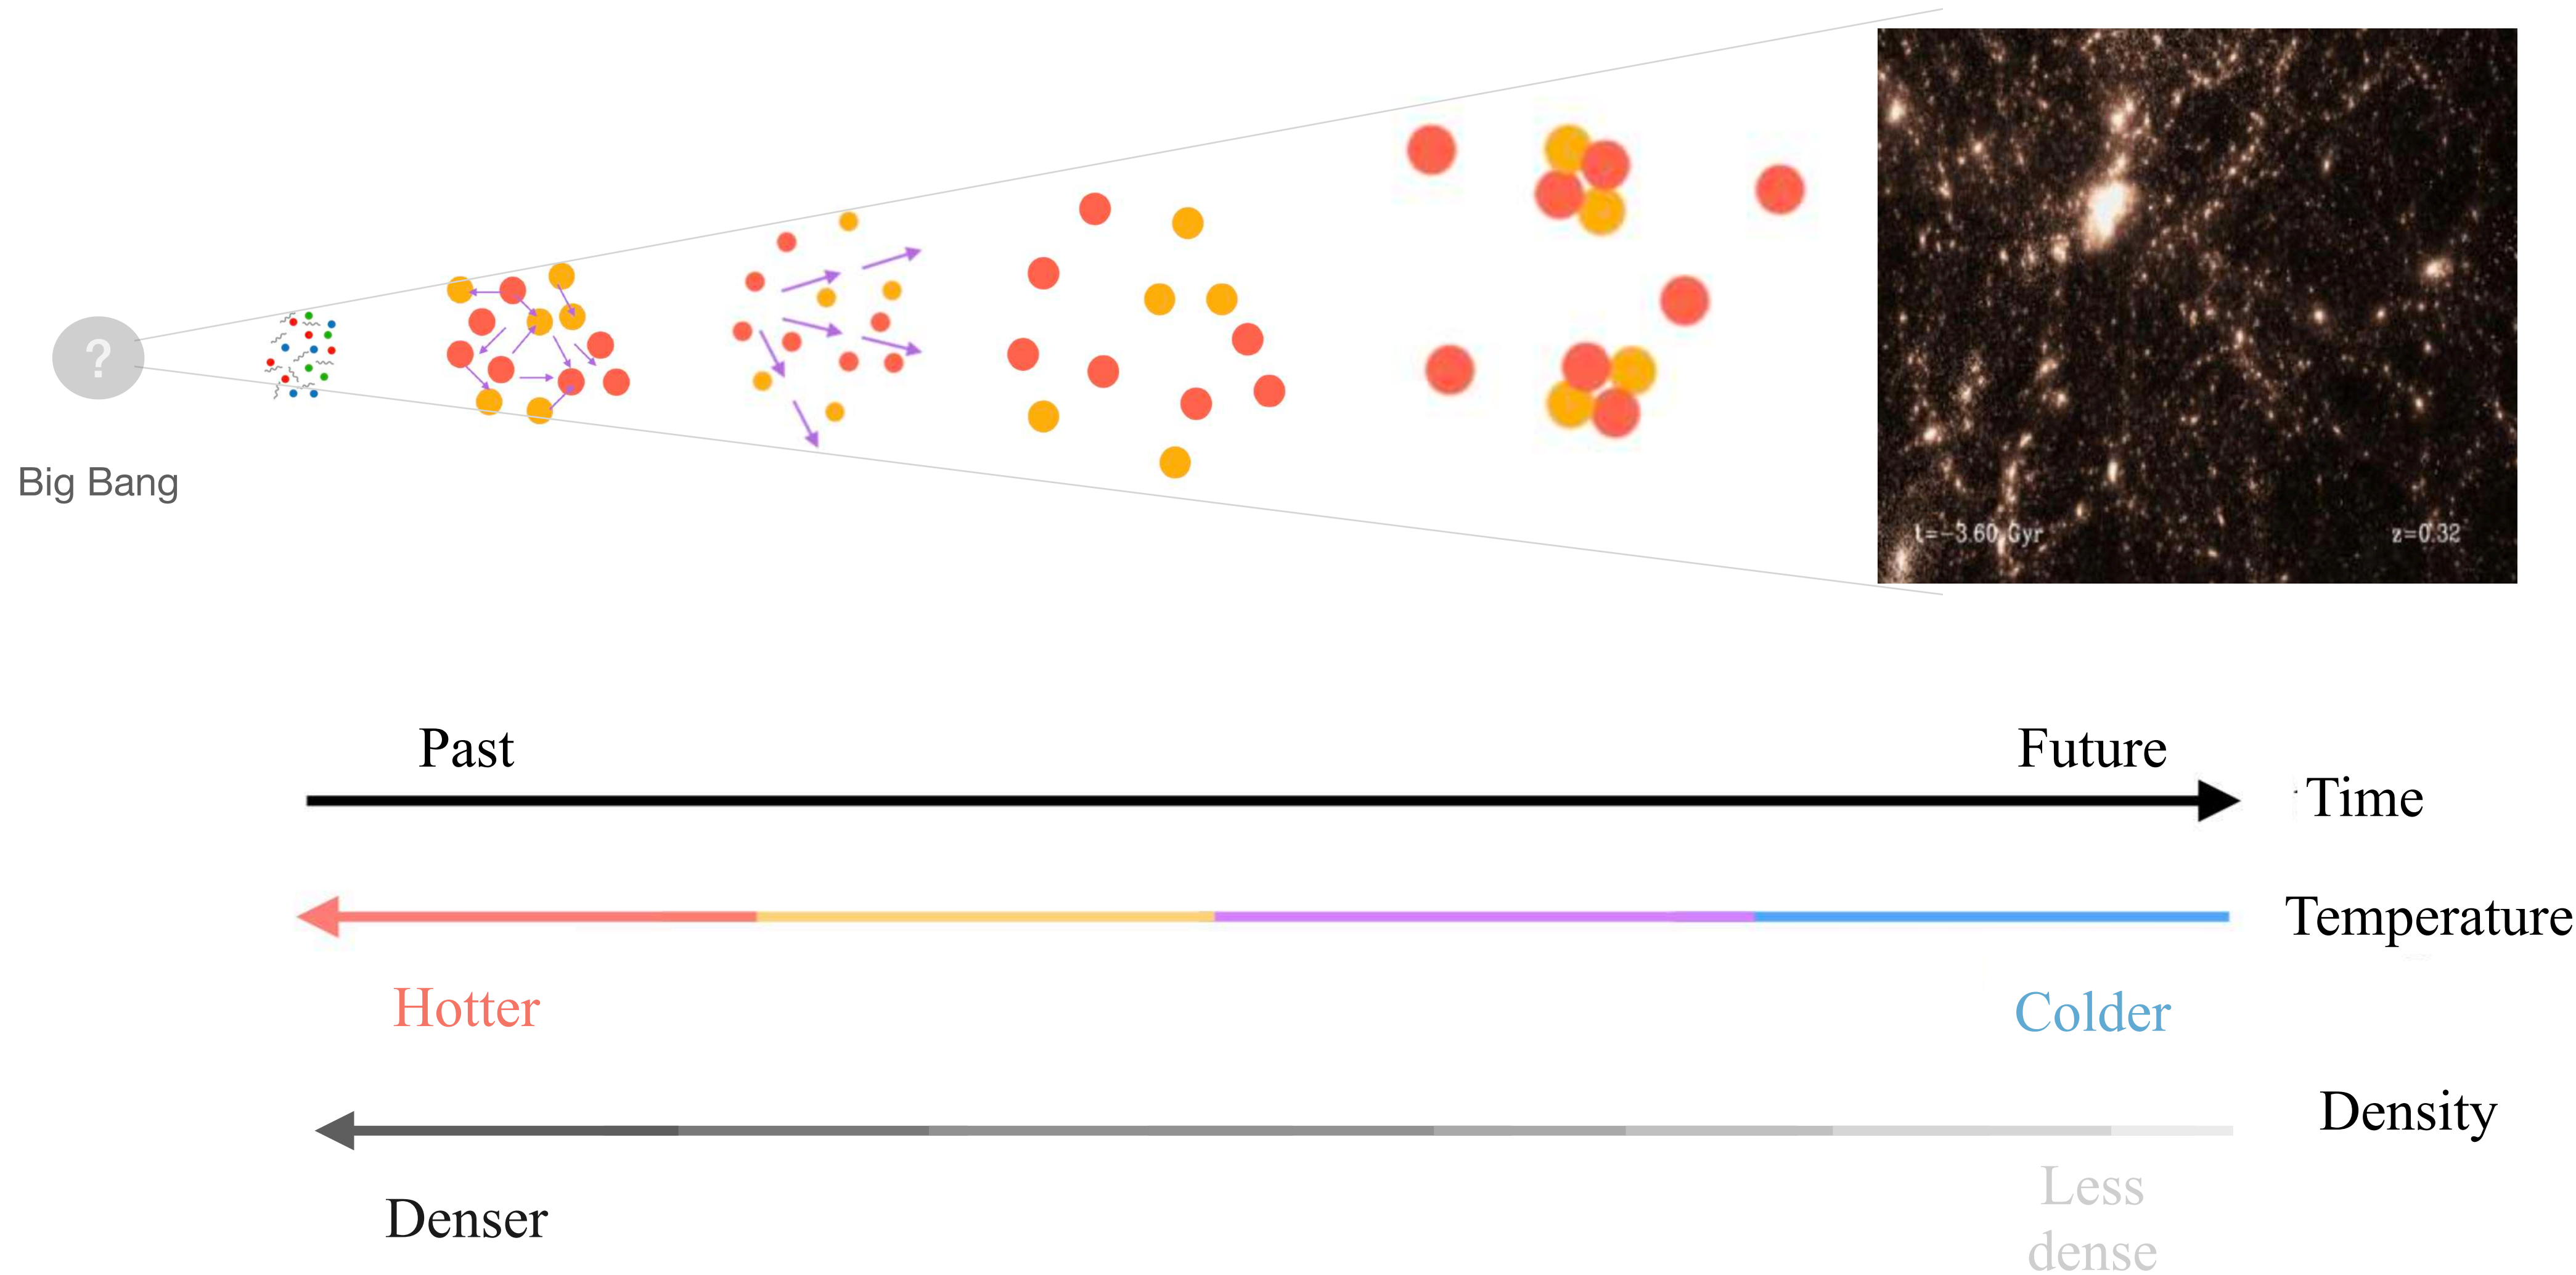 ?
Big Bang
t=-3.60 Gyr
z=0.32
Past
Future
Time
Temperature
Hotter
Colder
Density
Denser
Less
dense